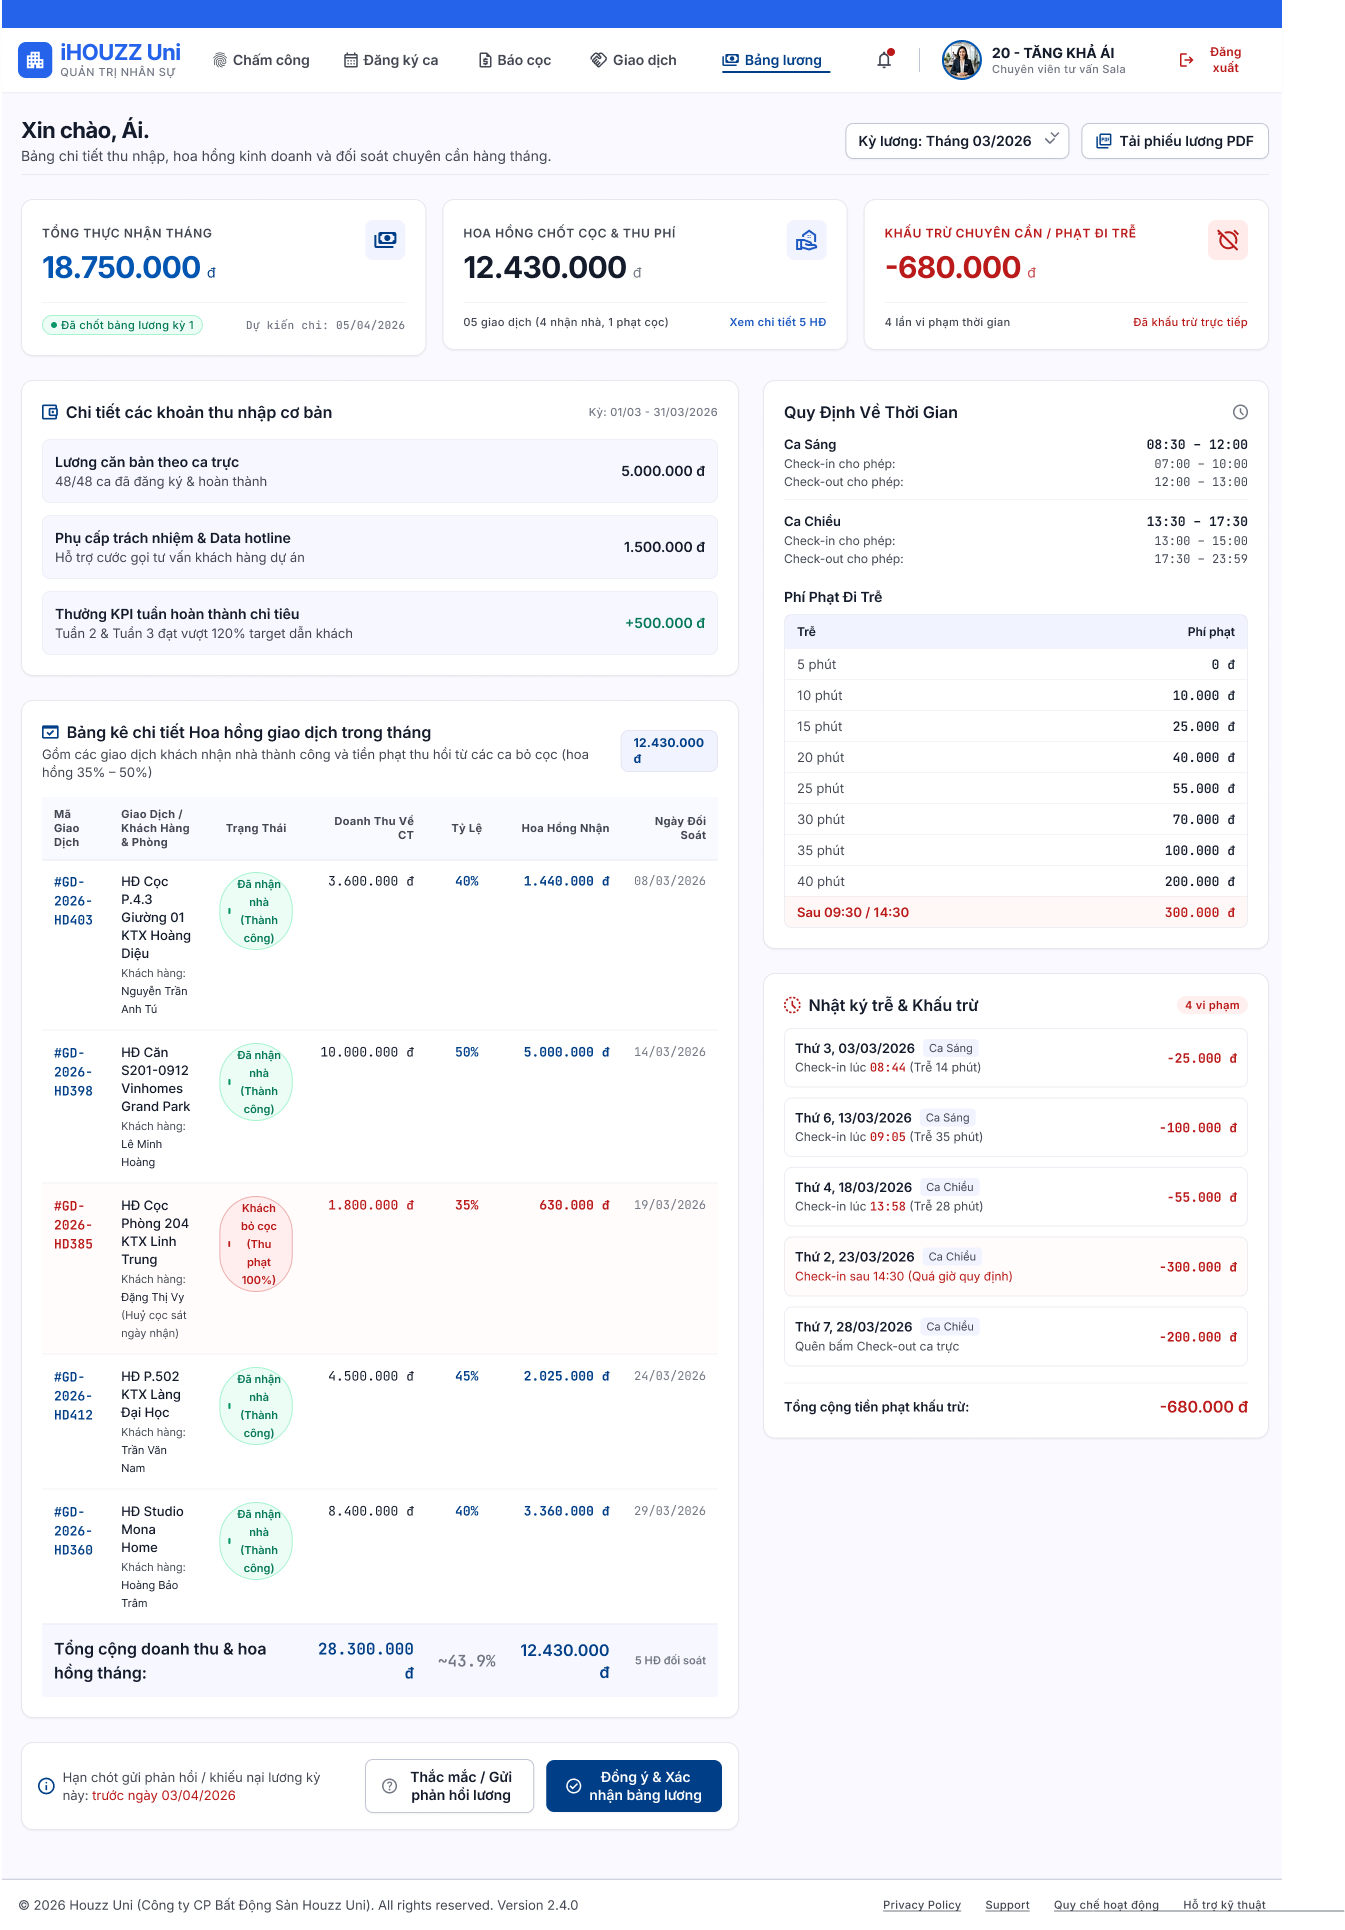 iHOUZZ Uni
QUẢN TRỊ NHÂN SỰ
Chấm công
Đăng ký ca
Báo cọc
Giao dịch
Bảng lương
20 - TĂNG KHẢ ÁI
Chuyên viên tư vấn Sala
Đăng
xuất
Xin chào, Ái.
Bảng chi tiết thu nhập, hoa hồng kinh doanh và đối soát chuyên cần hàng tháng.
Kỳ lương: Tháng 03/2026
Tải phiếu lương PDF
TỔNG THỰC NHẬN THÁNG
18.750.000 đ
Đã chốt bảng lương kỳ 1
Dự kiến chi: 05/04/2026
HOA HỒNG CHỐT CỌC & THU PHÍ
12.430.000 đ
05 giao dịch (4 nhận nhà, 1 phạt cọc)
Xem chi tiết 5 HĐ
KHẤU TRỪ CHUYÊN CẦN / PHẠT ĐI TRỄ
-680.000 đ
4 lần vi phạm thời gian
Đã khấu trừ trực tiếp
Chi tiết các khoản thu nhập cơ bản
Kỳ: 01/03 - 31/03/2026
Lương căn bản theo ca trực
48/48 ca đã đăng ký & hoàn thành
5.000.000 đ
Phụ cấp trách nhiệm & Data hotline
Hỗ trợ cước gọi tư vấn khách hàng dự án
1.500.000 đ
Thưởng KPI tuần hoàn thành chỉ tiêu
Tuần 2 & Tuần 3 đạt vượt 120% target dẫn khách
+500.000 đ
Bảng kê chi tiết Hoa hồng giao dịch trong tháng
Gồm các giao dịch khách nhận nhà thành công và tiền phạt thu hồi từ các ca bỏ cọc (hoa
hồng 35% – 50%)
12.430.000
đ
Mã
Giao
Dịch
Giao Dịch /
Khách Hàng
& Phòng
Trạng Thái
Doanh Thu Về
CT
Tỷ Lệ
Hoa Hồng Nhận
Ngày Đối
Soát
#GD-
2026-
HD403
HĐ Cọc
P.4.3
Giường 01
KTX Hoàng
Diệu
Khách hàng:
Nguyễn Trần
Anh Tú
Đã nhận
nhà
(Thành
công)
3.600.000 đ
40%
1.440.000 đ
08/03/2026
#GD-
2026-
HD398
HĐ Căn
S201-0912
Vinhomes
Grand Park
Khách hàng:
Lê Minh
Hoàng
Đã nhận
nhà
(Thành
công)
10.000.000 đ
50%
5.000.000 đ
14/03/2026
#GD-
2026-
HD385
HĐ Cọc
Phòng 204
KTX Linh
Trung
Khách hàng:
Đặng Thị Vy
(Huỷ cọc sát
ngày nhận)
Khách
bỏ cọc
(Thu
phạt
100%)
1.800.000 đ
35%
630.000 đ
19/03/2026
#GD-
2026-
HD412
HĐ P.502
KTX Làng
Đại Học
Khách hàng:
Trần Văn
Nam
Đã nhận
nhà
(Thành
công)
4.500.000 đ
45%
2.025.000 đ
24/03/2026
#GD-
2026-
HD360
HĐ Studio
Mona
Home
Khách hàng:
Hoàng Bảo
Trâm
Đã nhận
nhà
(Thành
công)
8.400.000 đ
40%
3.360.000 đ
29/03/2026
Tổng cộng doanh thu & hoa
hồng tháng:
28.300.000
đ
~43.9%
12.430.000
đ
5 HĐ đối soát
Hạn chót gửi phản hồi / khiếu nại lương kỳ
này: trước ngày 03/04/2026
Thắc mắc / Gửi
phản hồi lương
Đồng ý & Xác
nhận bảng lương
Quy Định Về Thời Gian
Ca Sáng
08:30 – 12:00
Check-in cho phép:
07:00 – 10:00
Check-out cho phép:
12:00 – 13:00
Ca Chiều
13:30 – 17:30
Check-in cho phép:
13:00 – 15:00
Check-out cho phép:
17:30 – 23:59
Phí Phạt Đi Trễ
Trễ
Phí phạt
5 phút
0 đ
10 phút
10.000 đ
15 phút
25.000 đ
20 phút
40.000 đ
25 phút
55.000 đ
30 phút
70.000 đ
35 phút
100.000 đ
40 phút
200.000 đ
Sau 09:30 / 14:30
300.000 đ
Nhật ký trễ & Khấu trừ
4 vi phạm
Thứ 3, 03/03/2026
Ca Sáng
Check-in lúc 08:44 (Trễ 14 phút)
-25.000 đ
Thứ 6, 13/03/2026
Ca Sáng
Check-in lúc 09:05 (Trễ 35 phút)
-100.000 đ
Thứ 4, 18/03/2026
Ca Chiều
Check-in lúc 13:58 (Trễ 28 phút)
-55.000 đ
Thứ 2, 23/03/2026
Ca Chiều
Check-in sau 14:30 (Quá giờ quy định)
-300.000 đ
Thứ 7, 28/03/2026
Ca Chiều
Quên bấm Check-out ca trực
-200.000 đ
Tổng cộng tiền phạt khấu trừ:
-680.000 đ
© 2026 Houzz Uni (Công ty CP Bất Động Sản Houzz Uni). All rights reserved. Version 2.4.0
Privacy Policy
Support
Quy chế hoạt động
Hỗ trợ kỹ thuật